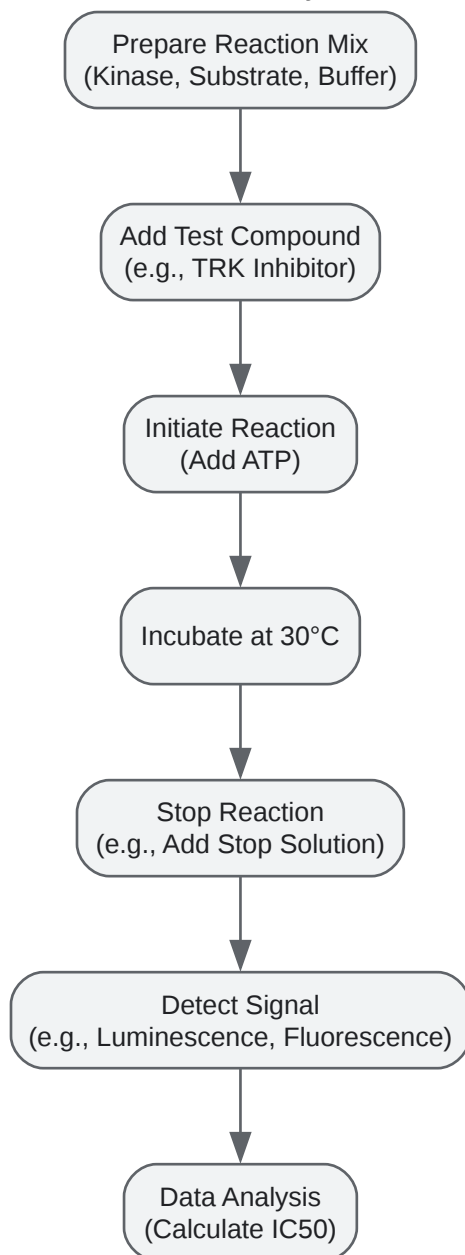 Prepare Reaction Mix
(Kinase, Substrate, Buffer)
Add Test Compound
(e.g., TRK Inhibitor)
Initiate Reaction
(Add ATP)
Incubate at 30°C
Stop Reaction
(e.g., Add Stop Solution)
Detect Signal
(e.g., Luminescence, Fluorescence)
Data Analysis
(Calculate IC50)